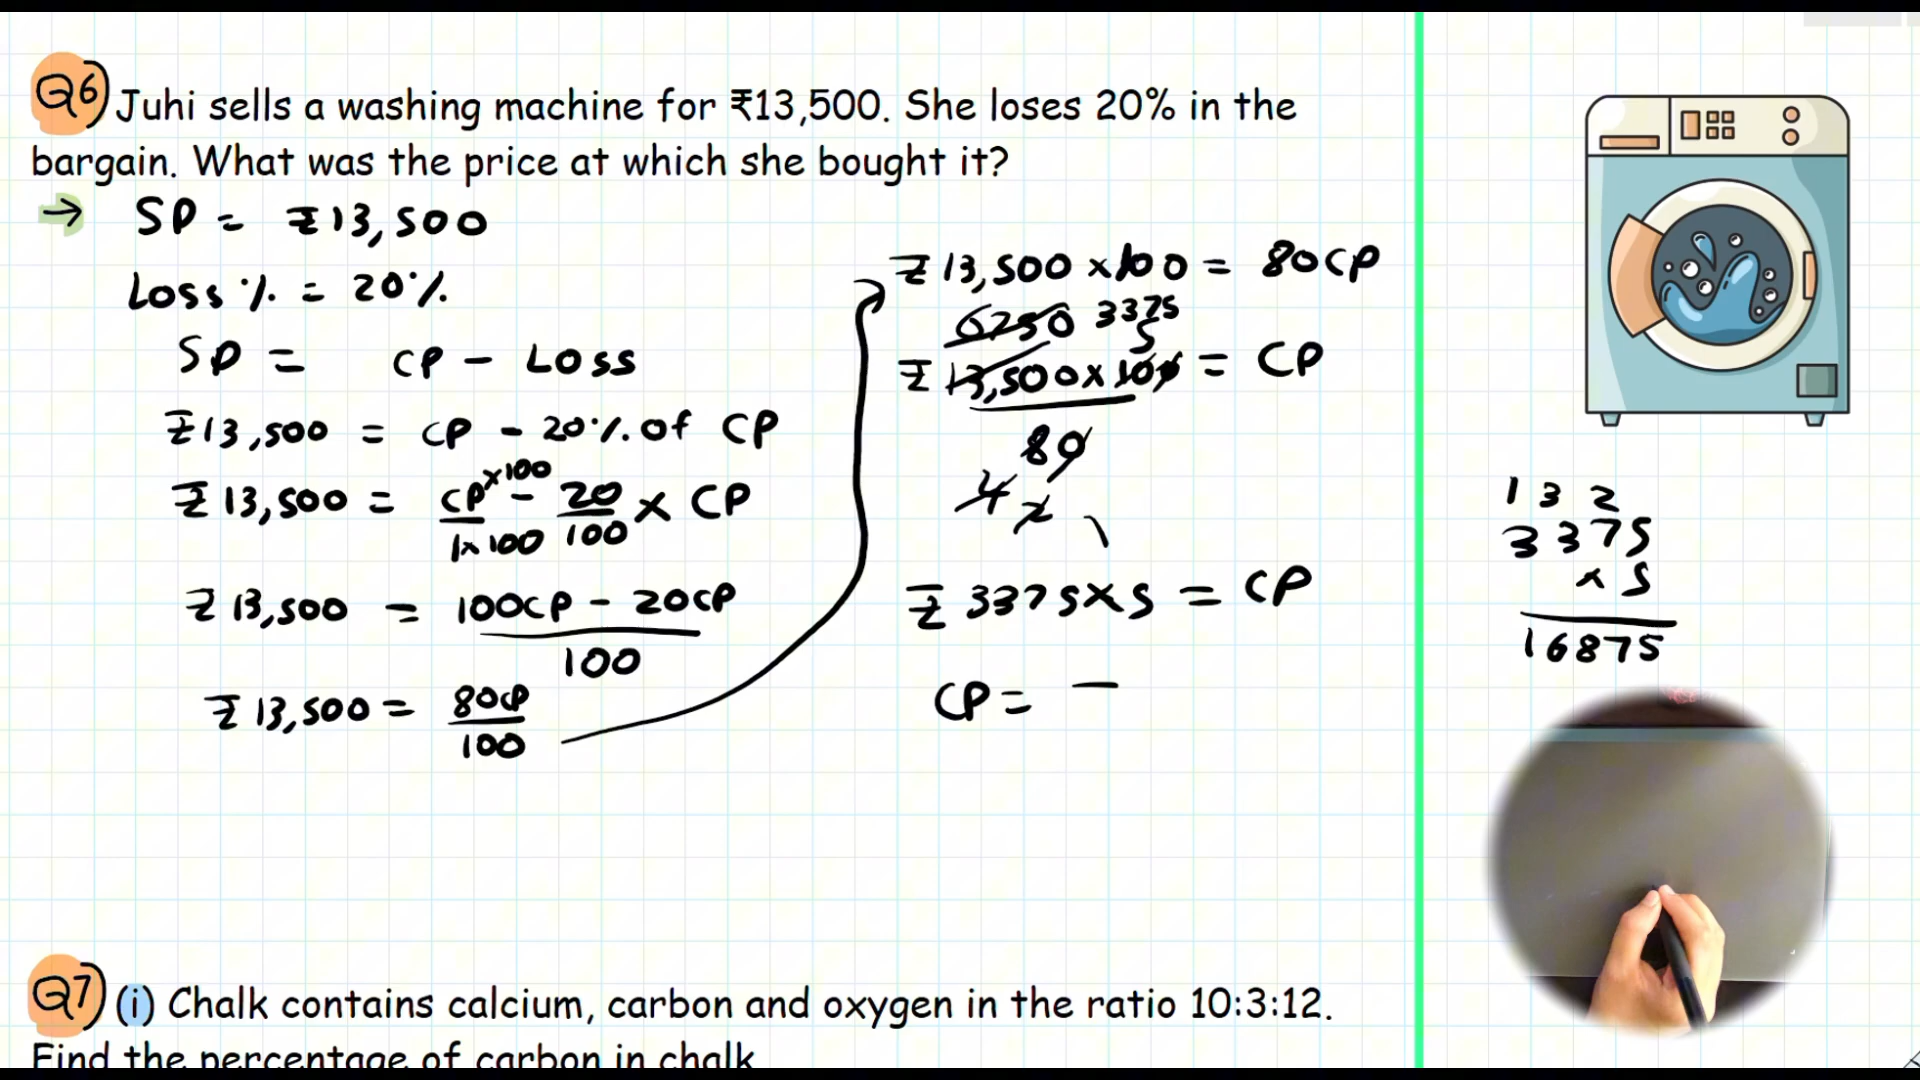 Q6) Juhi sells a washing machine for ₹13,500. She loses 20% in the
bargain. What was the price at which she bought it?
→ SP = ₹13,500
Loss % = 20%
SP = CP - Loss
₹13,500 = CP - 20% of CP
₹13,500 = CP×100 / 1×100 - 20/100 × CP
₹13,500 = 100CP - 20CP / 100
₹13,500 = 80CP / 100
₹13,500 × 100 = 80CP
3375
5
₹13,500 × 100 = CP
80
4 2
₹3375×5 = CP
CP =
1 3 2
3375
× 5
16875
Q7) (i) Chalk contains calcium, carbon and oxygen in the ratio 10:3:12.
Find the percentage of carbon in chalk